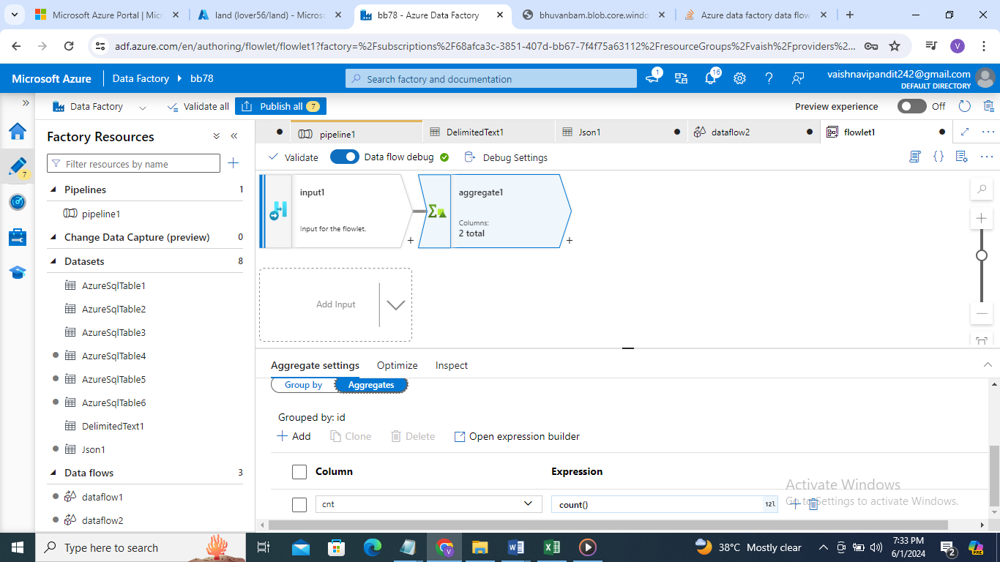 Microsoft Azure Portal | Micr
land (lover56/land) - Microso
bb78 - Azure Data Factory
bhuvanbam.blob.core.windo
Azure data factory data flow
adf.azure.com/en/authoring/flowlet/flowlet1?factory=%2Fsubscriptions%2F68afca3c-3851-407d-bb67-7f4f75a63112%2FresourceGroups%2Fvaish%2Fproviders%2...
V
Microsoft Azure
Data Factory
bb78
Search factory and documentation
1
16
vaishnavipandit242@gmail.com
DEFAULT DIRECTORY
Data Factory
Validate all
Publish all
7
Preview experience
Off
7
Factory Resources
Filter resources by name
Pipelines 1
pipeline1
Change Data Capture (preview) 0
Datasets 8
AzureSqlTable1
AzureSqlTable2
AzureSqlTable3
AzureSqlTable4
AzureSqlTable5
AzureSqlTable6
DelimitedText1
Json1
Data flows 3
dataflow1
dataflow2
pipeline1
DelimitedText1
Json1
dataflow2
flowlet1
Validate
Data flow debug
Debug Settings
input1
Input for the flowlet.
aggregate1
Columns:
2 total
Add Input
Aggregate settings
Optimize
Inspect
Group by
Aggregates
Grouped by: id
Add
Clone
Delete
Open expression builder
Column
Expression
cnt
count()
12l
Activate Windows
Go to Settings to activate Windows.
Type here to search
V
38°C Mostly clear
7:33 PM
6/1/2024
2
PRE